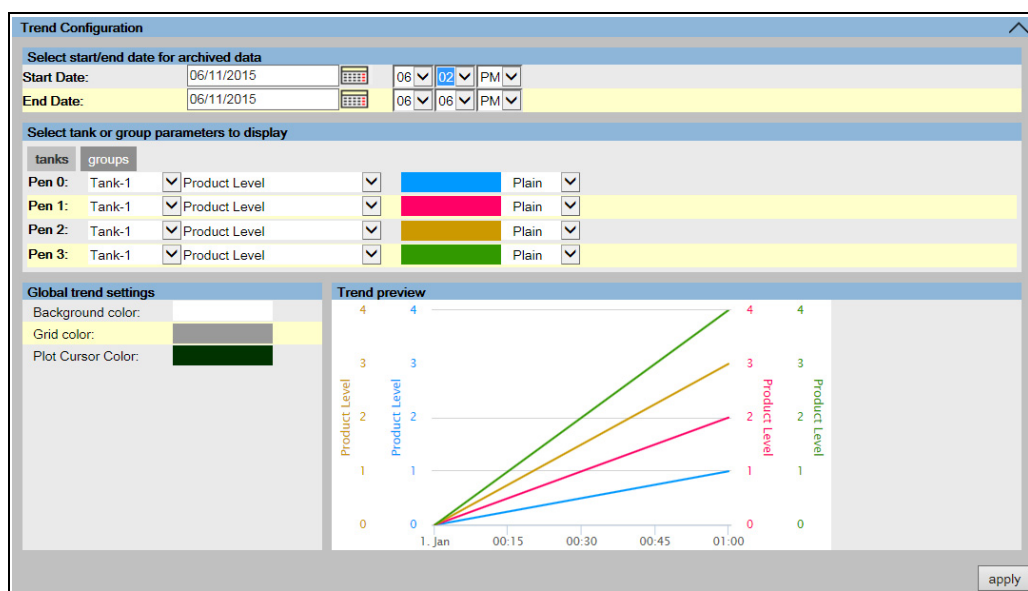 Trend Configuration
Select start/end date for archived data
Start Date: 06/11/2015 06 02 PM
End Date: 06/11/2015 06 06 PM
Select tank or group parameters to display
tanks groups
Pen 0: Tank-1 Product Level Plain
Pen 1: Tank-1 Product Level Plain
Pen 2: Tank-1 Product Level Plain
Pen 3: Tank-1 Product Level Plain
Global trend settings
Background color:
Grid color:
Plot Cursor Color:
Trend preview
4 4 4 4
3 3 3 3
2 2 2 2
1 1 1 1
0 0 0 0
Product Level
Product Level
Product Level
Product Level
1. Jan 00:15 00:30 00:45 01:00
apply